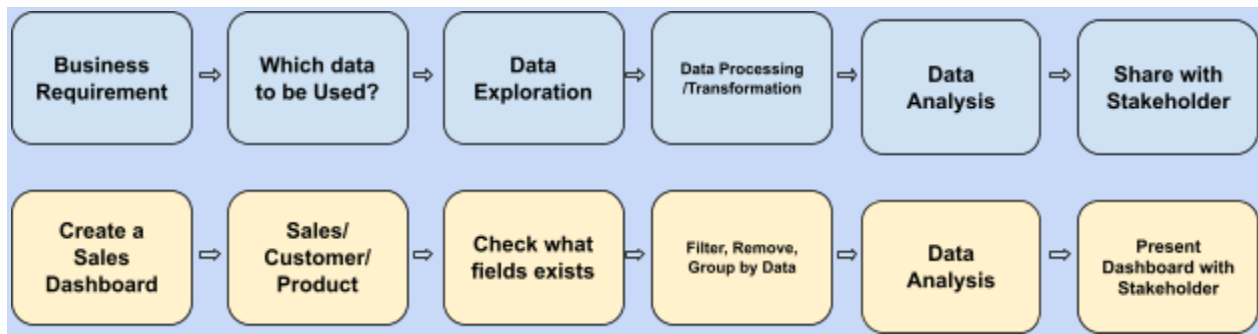 Business
Requirement
Which data
to be Used?
Data
Exploration
Data Processing
/Transformation
Data
Analysis
Share with
Stakeholder
Create a
Sales
Dashboard
Sales/
Customer/
Product
Check what
fields exists
Filter, Remove,
Group by Data
Data
Analysis
Present
Dashboard with
Stakeholder